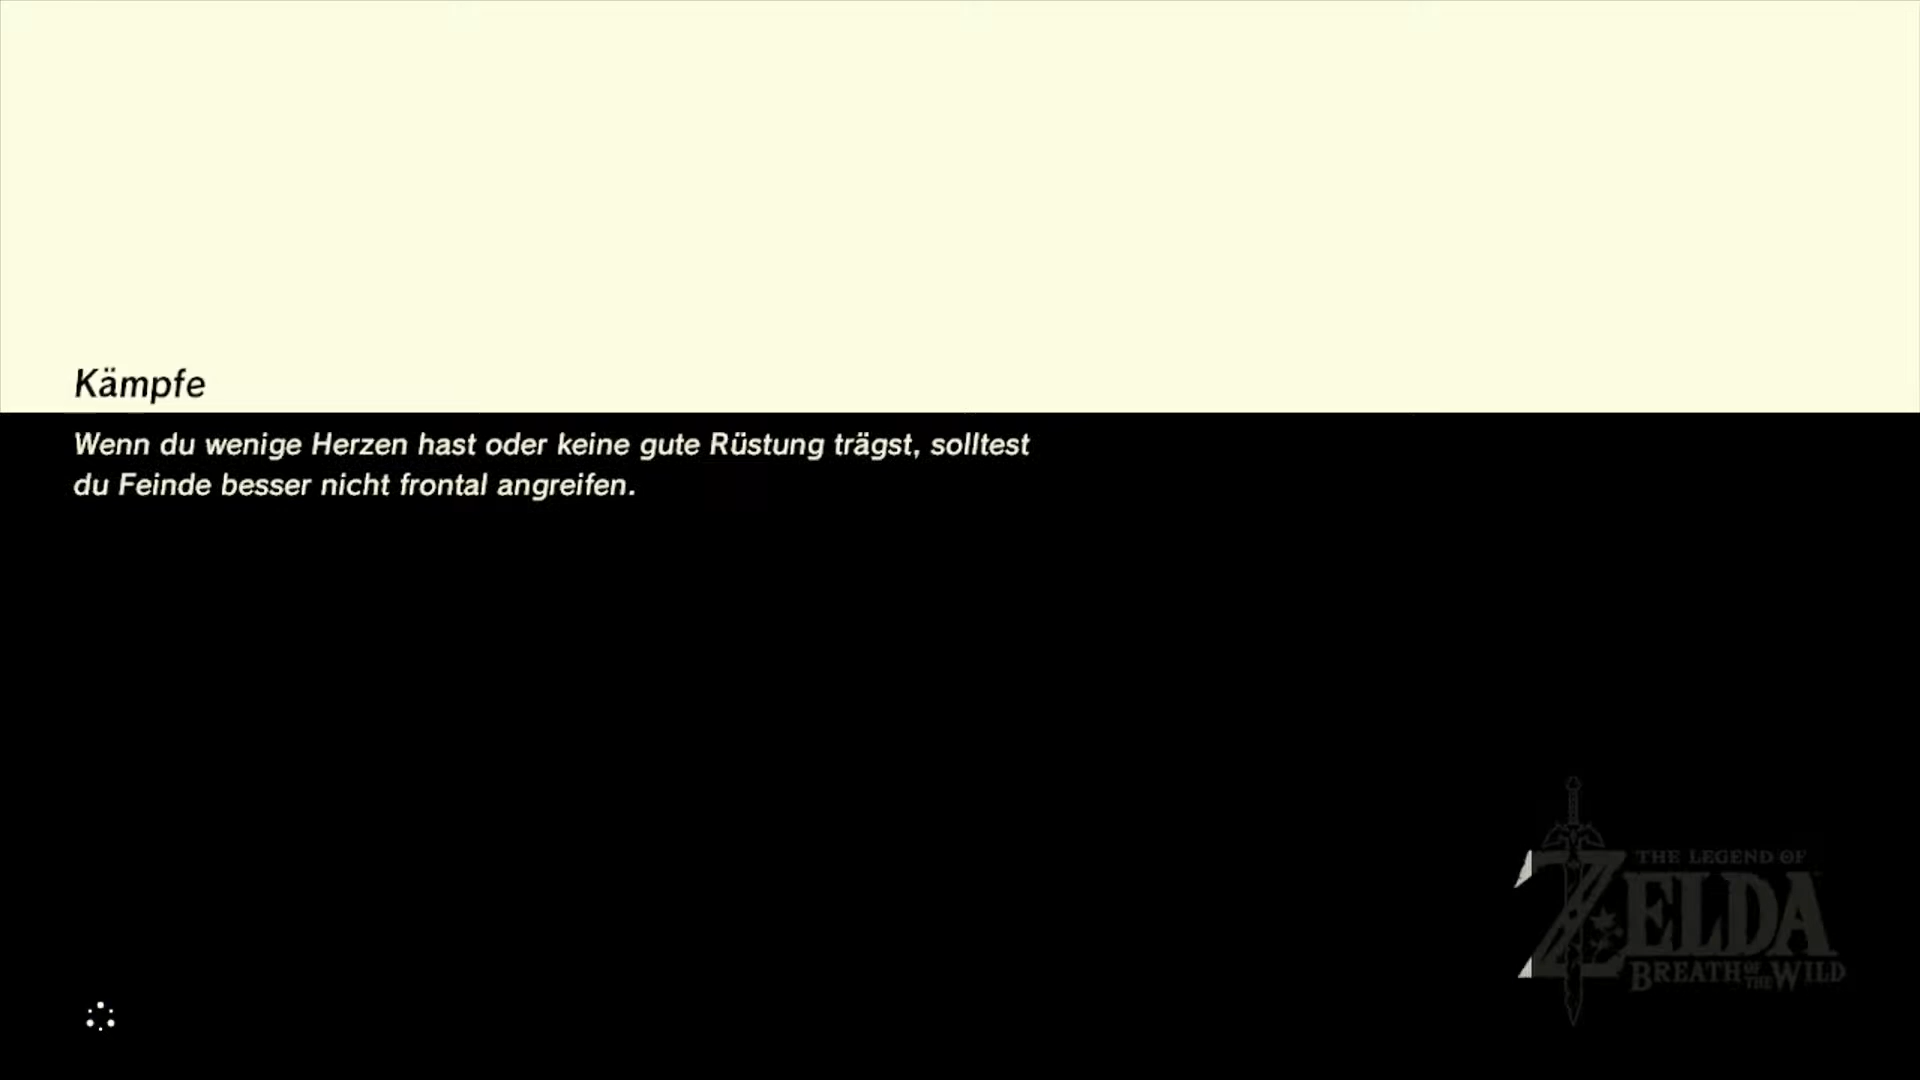 Kämpfe
Wenn du wenige Herzen hast oder keine gute Rüstung trägst, solltest
du Feinde besser nicht frontal angreifen.
THE LEGEND OF
ZELDA
BREATH OF THE WILD